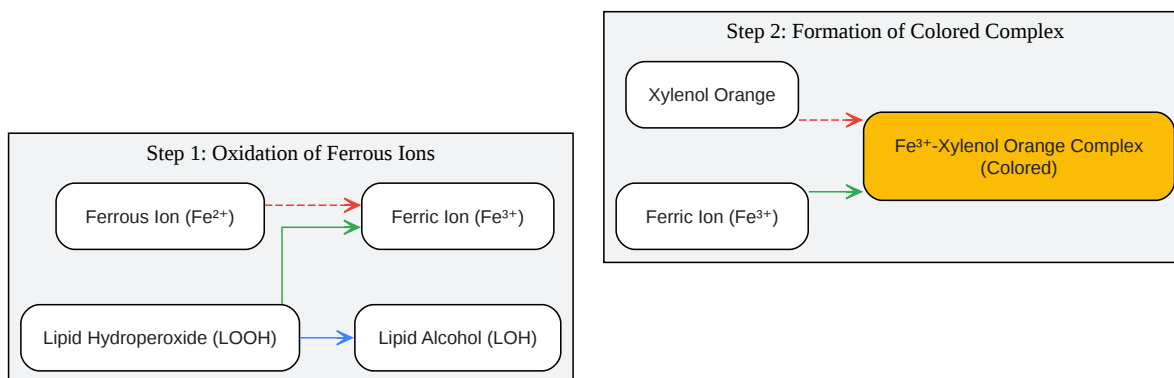 Step 1: Oxidation of Ferrous Ions
Ferrous Ion (Fe²⁺)
Ferric Ion (Fe³⁺)
Lipid Hydroperoxide (LOOH)
Lipid Alcohol (LOH)
Step 2: Formation of Colored Complex
Xylenol Orange
Fe³⁺-Xylenol Orange Complex
(Colored)
Ferric Ion (Fe³⁺)